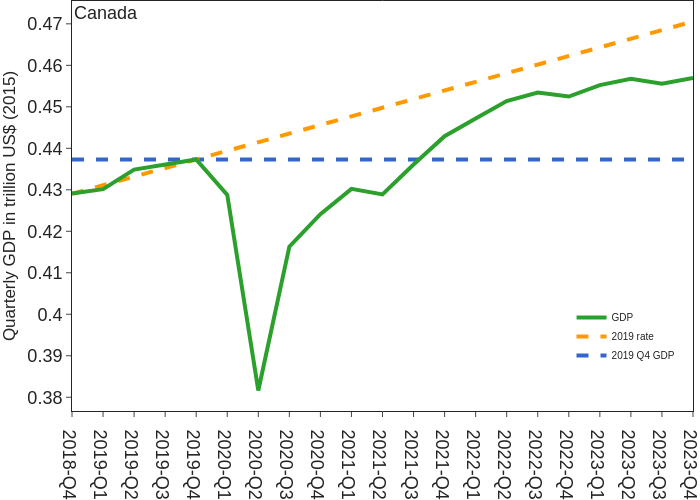 Canada
Quarterly GDP in trillion US$ (2015)
0.47
0.46
0.45
0.44
0.43
0.42
0.41
0.4
0.39
0.38
GDP
2019 rate
2019 Q4 GDP
2018-Q4
2019-Q1
2019-Q2
2019-Q3
2019-Q4
2020-Q1
2020-Q2
2020-Q3
2020-Q4
2021-Q1
2021-Q2
2021-Q3
2021-Q4
2022-Q1
2022-Q2
2022-Q3
2022-Q4
2023-Q1
2023-Q2
2023-Q3